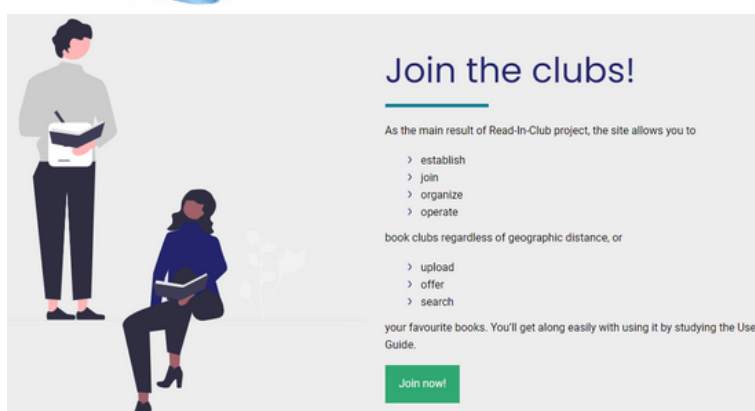 Join the clubs!
As the main result of Read-In-Club project, the site allows you to
establish
join
organize
operate
book clubs regardless of geographic distance, or
upload
offer
search
your favourite books. You'll get along easily with using it by studying the Use
Guide.
Join now!